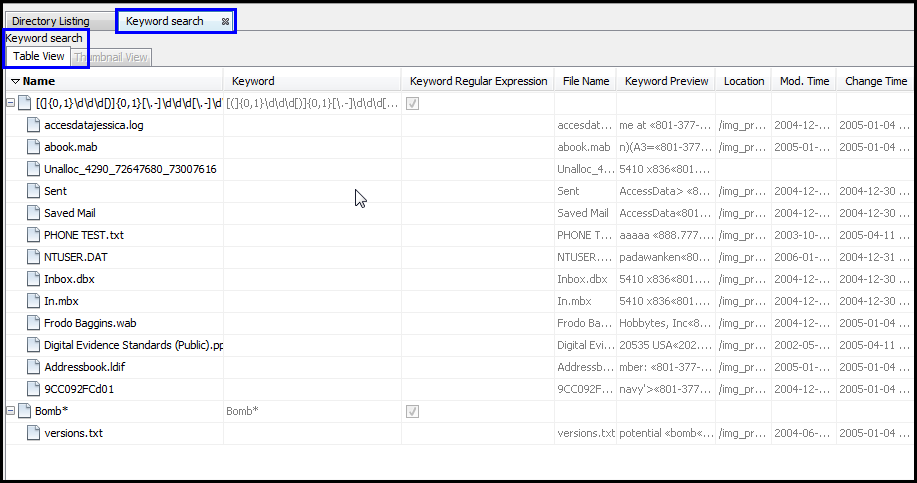 Directory Listing Keyword search
Keyword search
Table View Thumbnail View
Name Keyword Keyword Regular Expression File Name Keyword Preview Location Mod. Time Change Time
[(]{0,1}\d\d\d[)]{0,1}[\.-]\d\d\d[\.-]\d [(]{0,1}\d\d\d[)]{0,1}[\.-]\d\d\d[...
accesdatajessica.log accesdat... me at «801-377-... /img_pr... 2004-12-... 2005-01-04 ...
abook.mab abook.mab n)(A3=«801-377... /img_pr... 2005-01-... 2005-01-04 ...
Unalloc_4290_72647680_73007616 Unalloc_4... 5410 x836«801...
Sent Sent AccessData> «8... /img_pr... 2004-12-... 2004-12-30 ...
Saved Mail Saved Mail AccessData«801... /img_pr... 2004-12-... 2004-12-30 ...
PHONE TEST.txt PHONE T... aaaaa «888.777... /img_pr... 2003-10-... 2005-04-11 ...
NTUSER.DAT NTUSER.... padawanken«80... /img_pr... 2006-01-... 2004-12-31 ...
Inbox.dbx Inbox.dbx 5410 x836«801... /img_pr... 2004-12-... 2004-12-30 ...
In.mbx In.mbx 5410 x836«801... /img_pr... 2004-12-... 2004-12-30 ...
Frodo Baggins.wab Frodo Ba... Hobbytes, Inc«8... /img_pr... 2004-12-... 2005-01-04 ...
Digital Evidence Standards (Public).pp Digital Evi... 20535 USA«202... /img_pr... 2002-05-... 2005-04-11 ...
Addressbook.ldif Addressb... mber: «801-377-... /img_pr... 2005-01-... 2005-01-04 ...
9CC092FCd01 9CC092F... navy'>«801-377... /img_pr... 2004-12-... 2005-01-04 ...
Bomb* Bomb*
versions.txt versions.txt potential «bomb«... /img_pr... 2004-06-... 2005-01-04 ...